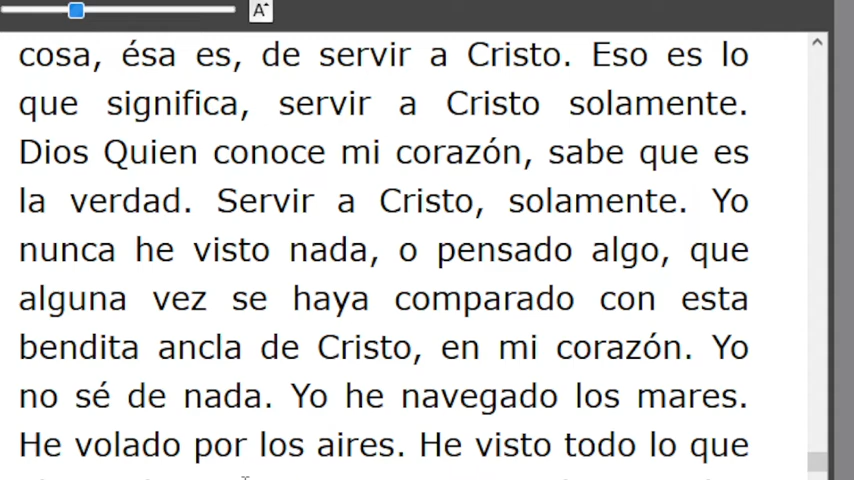 A
cosa, ésa es, de servir a Cristo. Eso es lo
que significa, servir a Cristo solamente.
Dios Quien conoce mi corazón, sabe que es
la verdad. Servir a Cristo, solamente. Yo
nunca he visto nada, o pensado algo, que
alguna vez se haya comparado con esta
bendita ancla de Cristo, en mi corazón. Yo
no sé de nada. Yo he navegado los mares.
He volado por los aires. He visto todo lo que